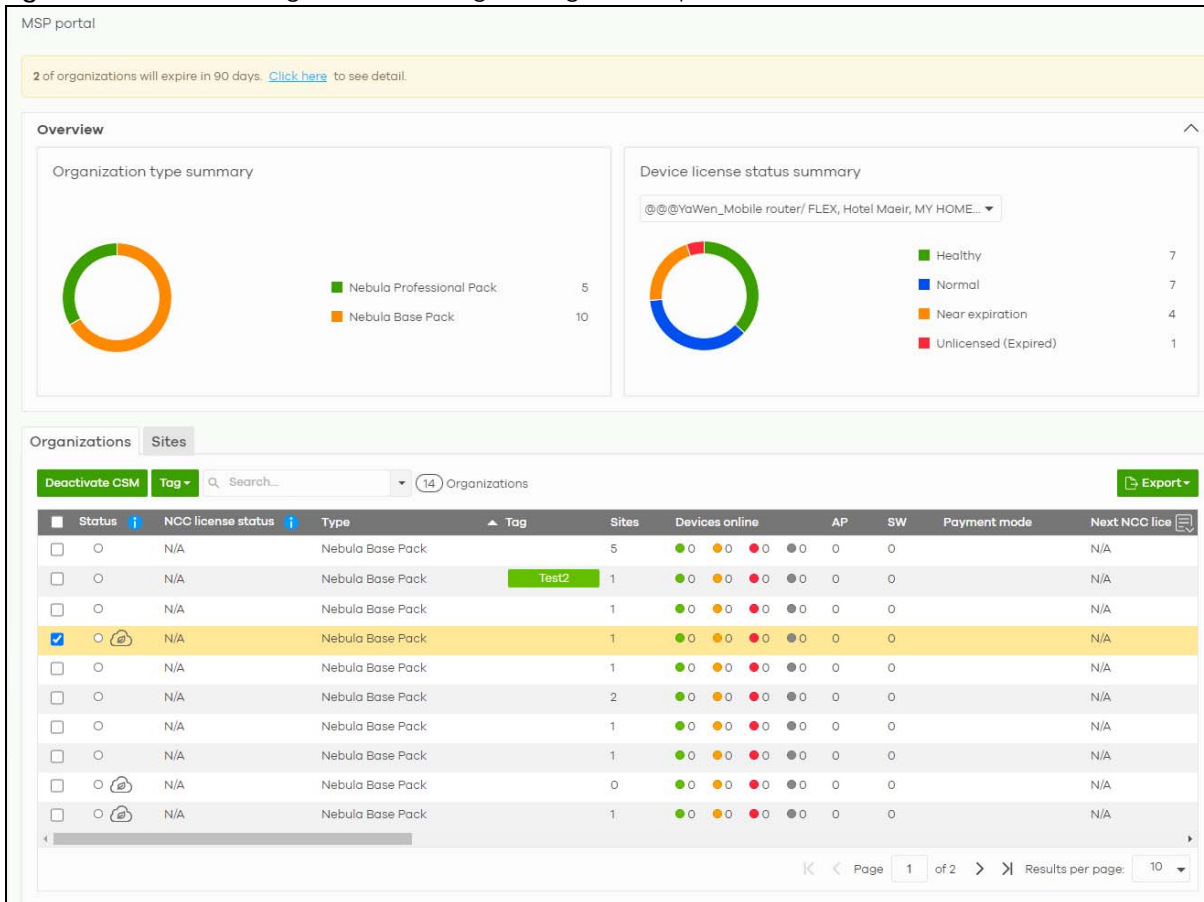 MSP portal
2 of organizations will expire in 90 days. Click here to see detail.
Overview
Organization type summary
Nebula Professional Pack 5
Nebula Base Pack 10
Device license status summary
@@@YaWen_Mobile router/ FLEX, Hotel Maeir, MY HOME...
Healthy 7
Normal 7
Near expiration 4
Unlicensed (Expired) 1
Organizations Sites
Deactivate CSM Tag Search... 14 Organizations Export
Status NCC license status Type Tag Sites Devices online AP SW Payment mode Next NCC lice
N/A Nebula Base Pack 5 0 0 0 0 0 0 N/A
N/A Nebula Base Pack Test2 1 0 0 0 0 0 0 N/A
N/A Nebula Base Pack 1 0 0 0 0 0 0 N/A
N/A Nebula Base Pack 1 0 0 0 0 0 0 N/A
N/A Nebula Base Pack 1 0 0 0 0 0 0 N/A
N/A Nebula Base Pack 2 0 0 0 0 0 0 N/A
N/A Nebula Base Pack 1 0 0 0 0 0 0 N/A
N/A Nebula Base Pack 1 0 0 0 0 0 0 N/A
N/A Nebula Base Pack 0 0 0 0 0 0 0 N/A
N/A Nebula Base Pack 1 0 0 0 0 0 0 N/A
Page 1 of 2 Results per page: 10